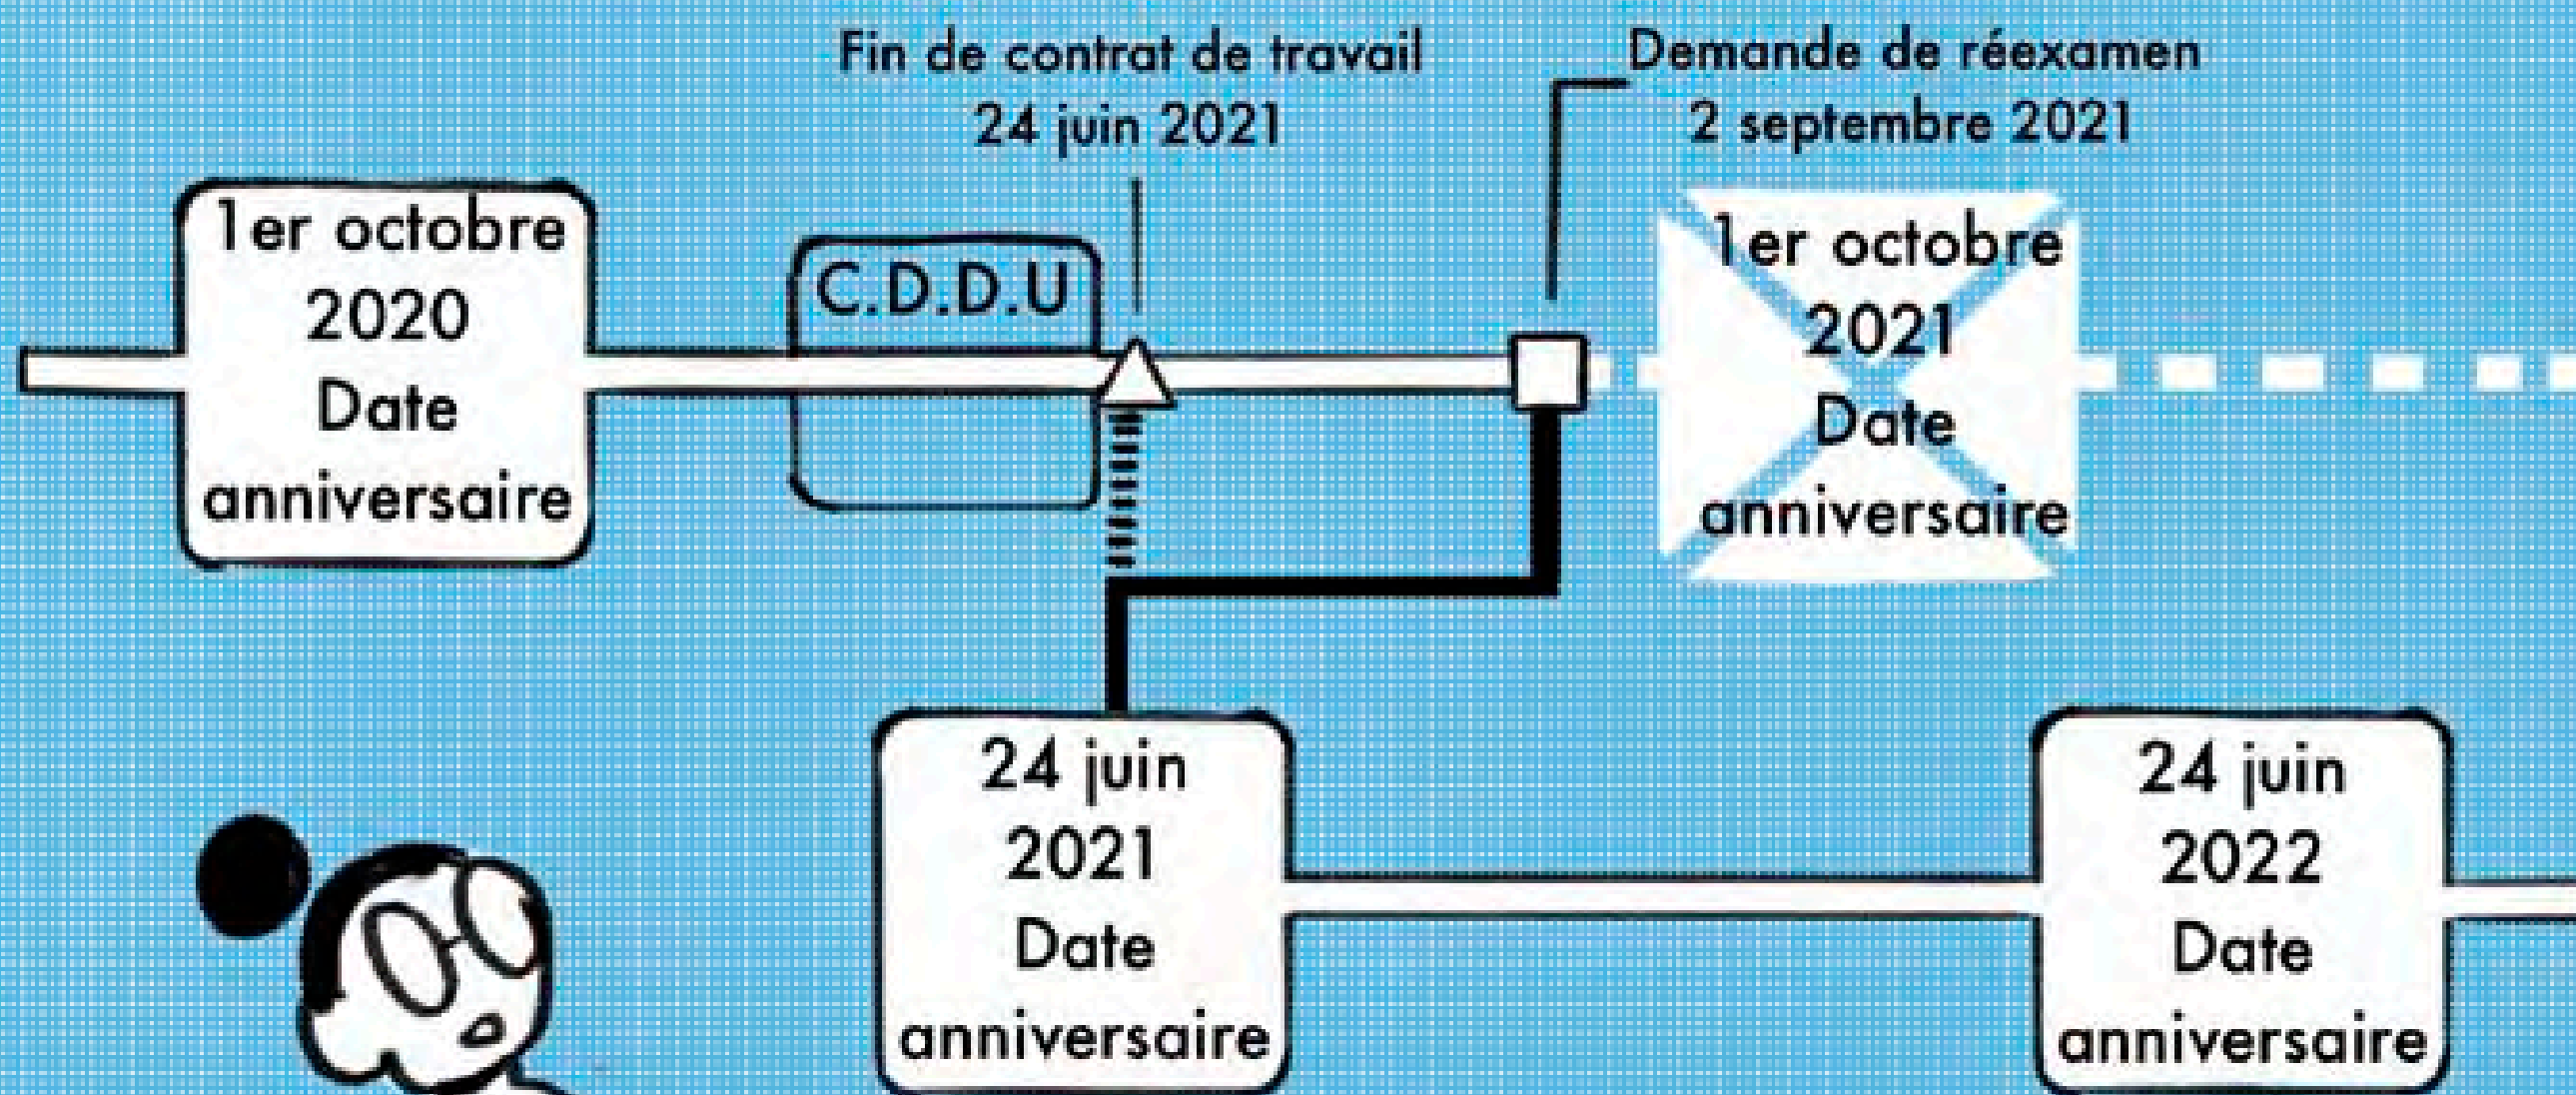 Fin de contrat de travail
24 juin 2021
Demande de réexamen
2 septembre 2021
1er octobre
2020
Date
anniversaire
C.D.D.U
1er octobre
2021
Date
anniversaire
24 juin
2021
Date
anniversaire
24 juin
2022
Date
anniversaire